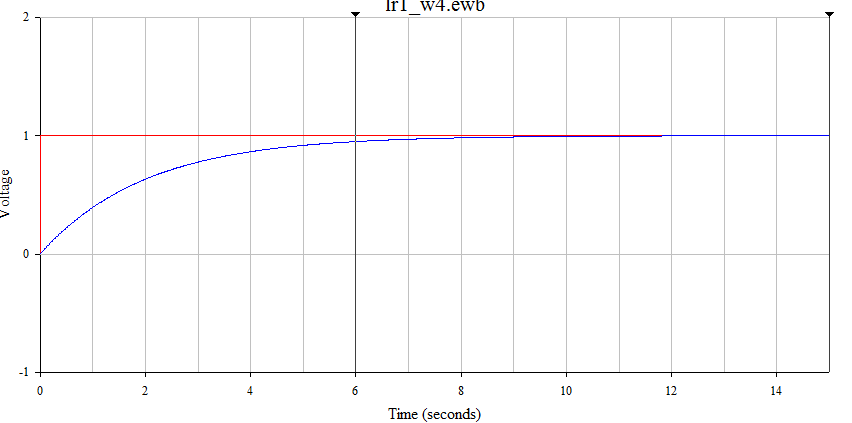 lr1_w4.ewb
2
1
0
-1
Voltage
0 2 4 6 8 10 12 14
Time (seconds)